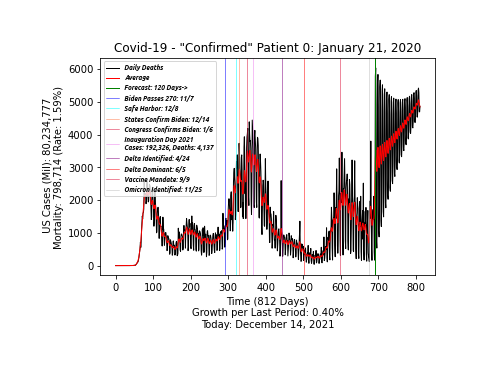 Covid-19 - "Confirmed" Patient 0: January 21, 2020
US Cases (Mil): 80,234,777
Mortality: 798,714 (Rate: 1.59%)
6000
5000
4000
3000
2000
1000
0
Daily Deaths
Average
Forecast: 120 Days->
Biden Passes 270: 11/7
Safe Harbor: 12/8
States Confirm Biden: 12/14
Congress Confirms Biden: 1/6
Inauguration Day 2021
Cases: 192,326, Deaths: 4,137
Delta Identified: 4/24
Delta Dominant: 6/5
Vaccine Mandate: 9/9
Omicron Identified: 11/25
0 100 200 300 400 500 600 700 800
Time (812 Days)
Growth per Last Period: 0.40%
Today: December 14, 2021